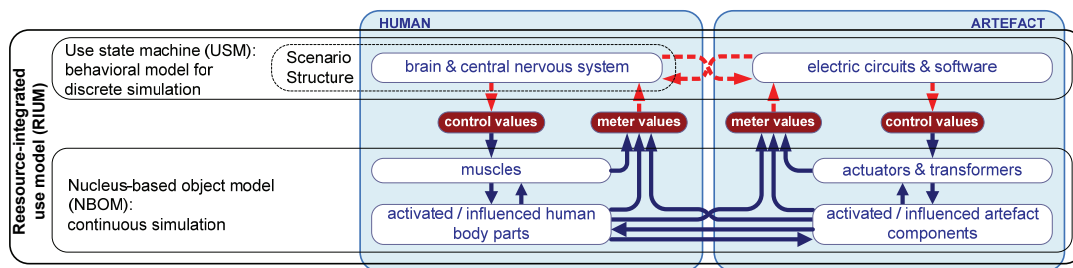 HUMAN
ARTEFACT
Reesource-integrated
use model (RIUM)
Use state machine (USM):
behavioral model for
discrete simulation
Scenario
Structure
brain & central nervous system
electric circuits & software
control values
meter values
meter values
control values
Nucleus-based object model
(NBOM):
continuous simulation
muscles
actuators & transformers
activated / influenced human
body parts
activated / influenced artefact
components